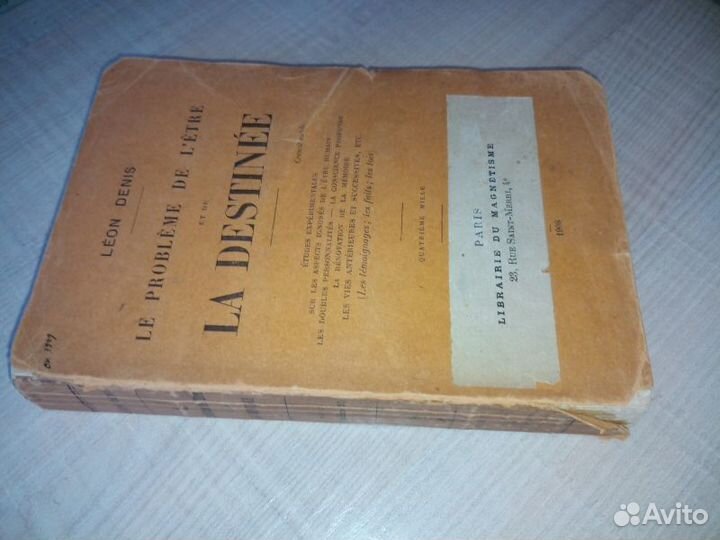 LÉON DENIS
LE PROBLÈME DE L'ÊTRE
ET DE
LA DESTINÉE
ÉTUDES EXPÉRIMENTALES
SUR LES ASPECTS IGNORÉS DE L'ÊTRE HUMAIN
LES DOUBLES PERSONNALITÉS. — LA CONSCIENCE PROFONDE
LA RÉNOVATION DE LA MÉMOIRE
LES VIES ANTÉRIEURES ET SUCCESSIVES, ETC.
(Les témoignages; les faits; les lois)
QUATRIÈME MILLE
PARIS
LIBRAIRIE DU MAGNÉTISME
23, RUE SAINT-MERRI, 4e
1908
Avito